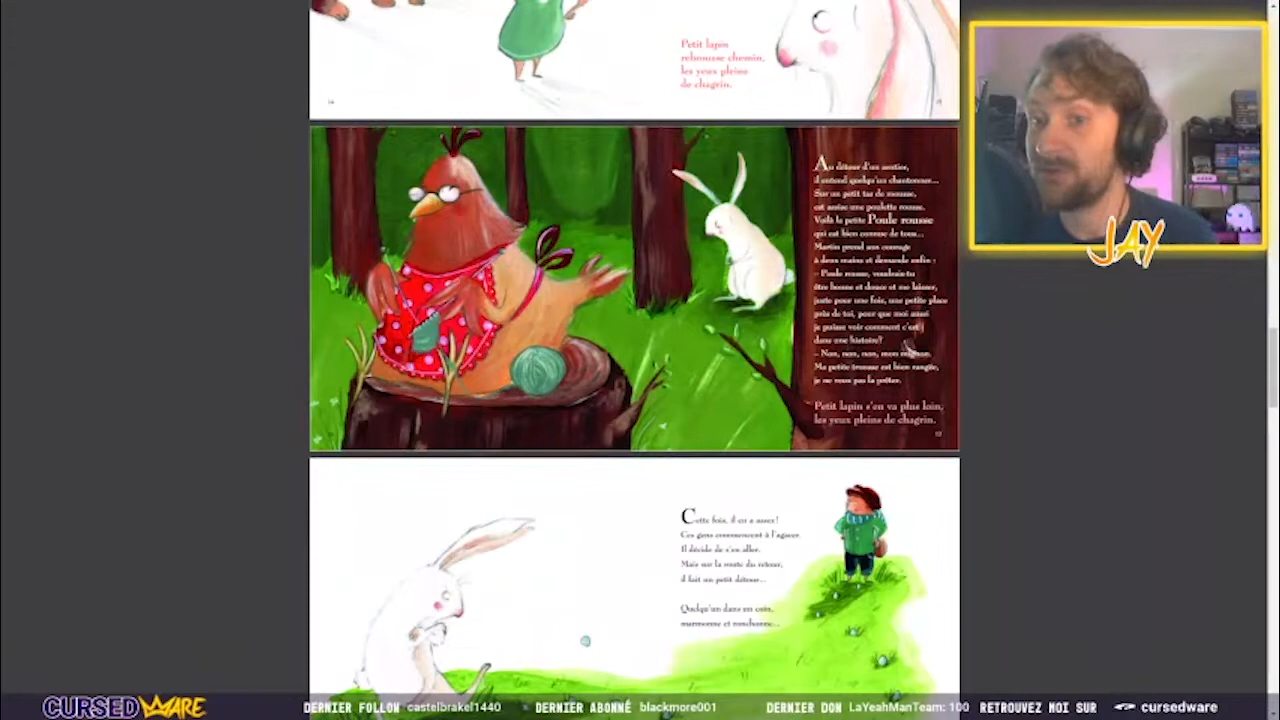 Petit lapin
rebrousse chemin,
les yeux pleins
de chagrin.
14
Au détour d'un sentier,
il entend quelqu'un chantonner...
Sur un petit tas de mousse,
est assise une poulette rousse.
Voilà la petite Poule rousse
qui est bien connue de tous...
Martin prend son courage
à deux mains et demande enfin :
– Poule rousse, voudrais-tu
être bonne et douce et me laisser,
juste pour une fois, une petite place
près de toi, pour que moi aussi
je puisse voir comment c'est
dans une histoire?
– Non, non, non, mon mignon.
Ma petite trousse est bien rangée,
je ne veux pas la prêter.
Petit lapin s'en va plus loin,
les yeux pleins de chagrin.
Cette fois, il en a assez!
Ces gens commencent à l'agacer.
Il décide de s'en aller.
Mais sur la route du retour,
il fait un petit détour...
Quelqu'un dans un coin,
marmonne et ronchonne...
JAY
CURSEDWARE
DERNIER FOLLOW castelbrakel1440
DERNIER ABONNÉ blackmore001
DERNIER DON LaYeahManTeam: 100
RETROUVEZ MOI SUR
cursedware